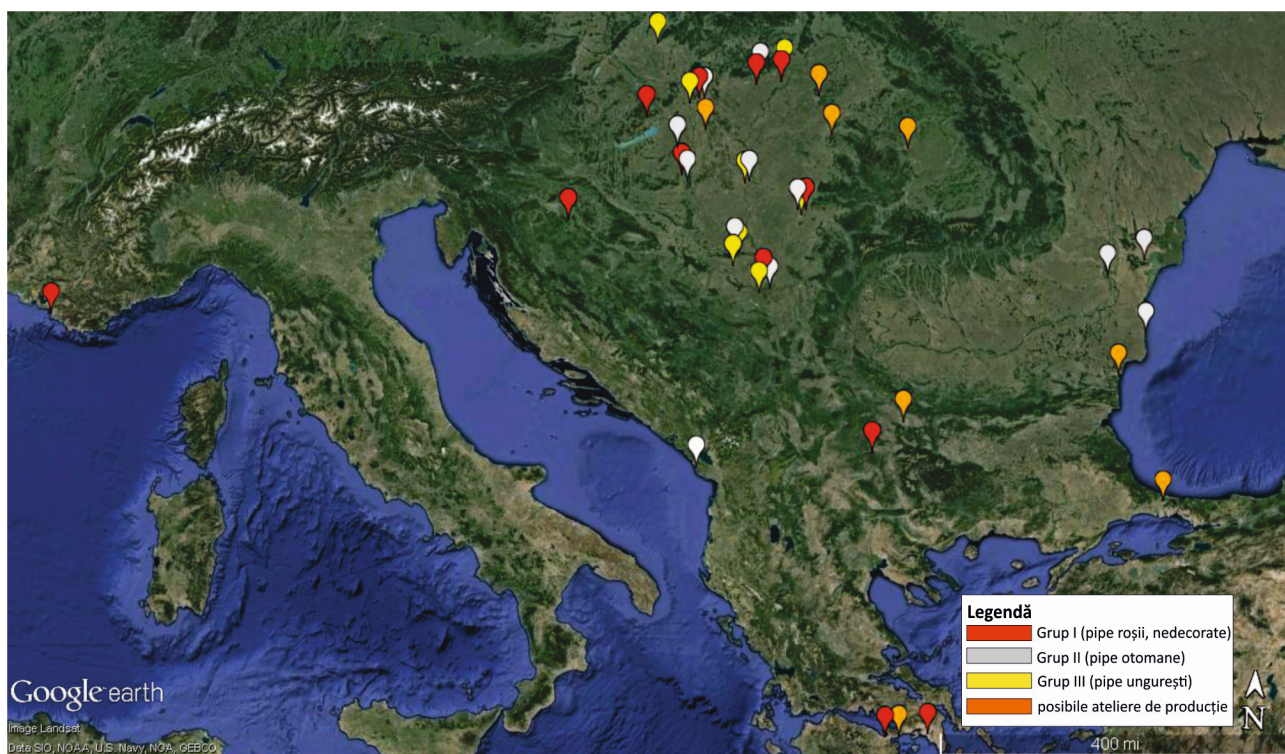 Legendă
Grup I (pipe roșii, nedecorate)
Grup II (pipe otomane)
Grup III (pipe ungurești)
posibile ateliere de producție
Google earth
Image Landsat
Data SIO, NOAA, U.S. Navy, NGA, GEBCO
400 mi
N